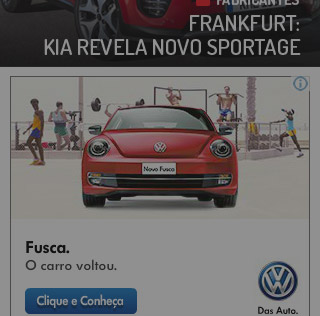 FABRICANTES
FRANKFURT:
KIA REVELA NOVO SPORTAGE
Novo Fusca
Fusca.
O carro voltou.
Clique e Conheça
Das Auto.